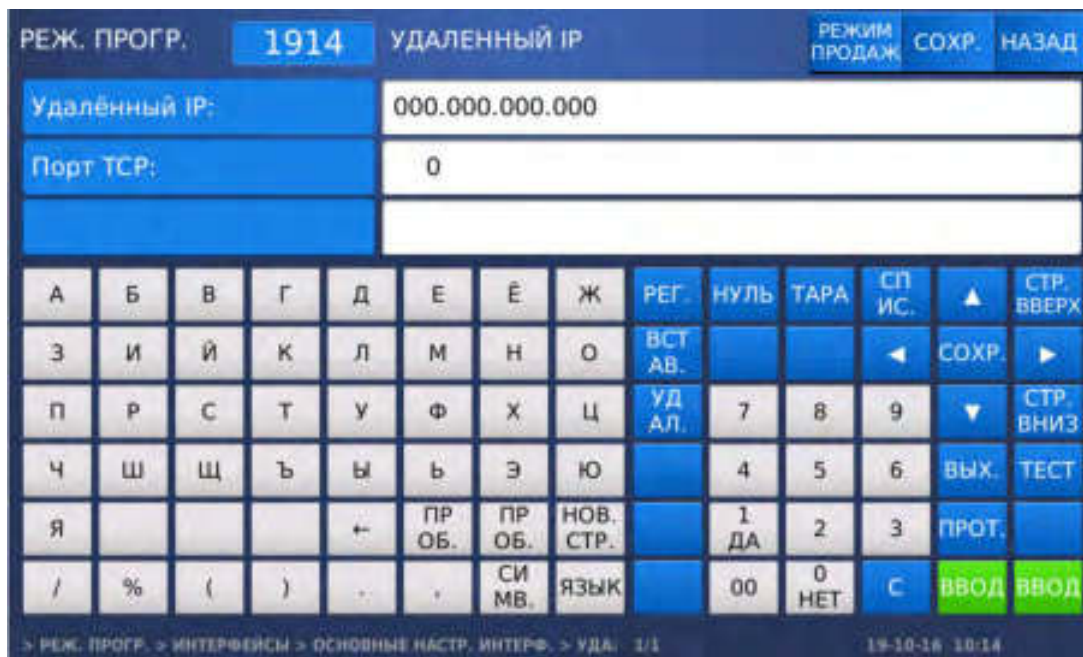 РЕЖ. ПРОГР. 1914 УДАЛЕННЫЙ IP РЕЖИМ ПРОДАЖ СОХР. НАЗАД
Удалённый IP: 000.000.000.000
Порт TCP: 0
А Б В Г Д Е Ё Ж РЕГ. НУЛЬ ТАРА СП ИС. ▲ СТР. ВВЕРХ
З И Й К Л М Н О ВСТ АВ. ◄ СОХР. ►
П Р С Т У Ф Х Ц УД АЛ. 7 8 9 ▼ СТР. ВНИЗ
Ч Ш Щ Ъ Ы Ь Э Ю 4 5 6 ВЫХ. ТЕСТ
Я ← ПР ОБ. ПР ОБ. НОВ. СТР. 1 ДА 2 3 ПРОТ.
/ % ( ) . , СИ МВ. ЯЗЫК 00 0 НЕТ С ВВОД ВВОД
> РЕЖ. ПРОГР. > ИНТЕРФЕЙСЫ > ОСНОВНЫЕ НАСТР. ИНТЕРФ. > УДА: 1/1 19-10-16 10:14